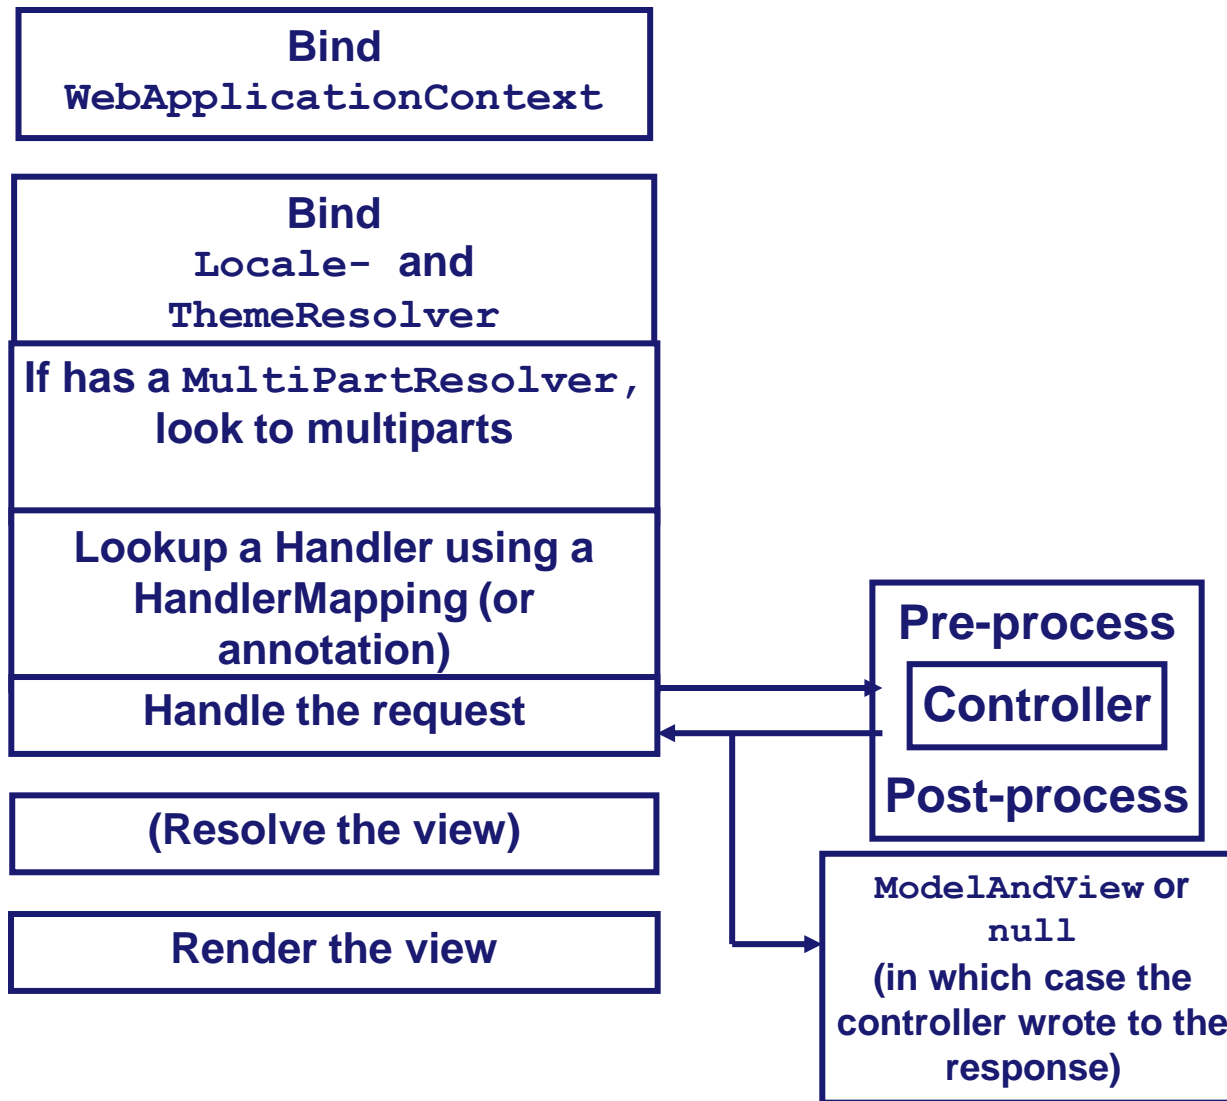 Bind
WebApplicationContext
Bind
Locale- and
ThemeResolver
If has a MultiPartResolver,
look to multiparts
Lookup a Handler using a
HandlerMapping (or
annotation)
Handle the request
(Resolve the view)
Render the view
Pre-process
Controller
Post-process
ModelAndView or
null
(in which case the
controller wrote to the
response)